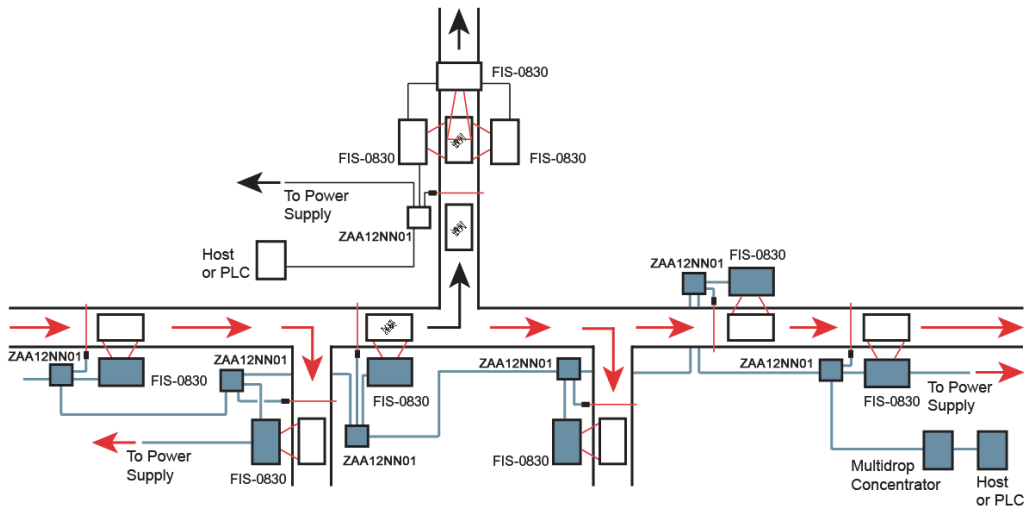 FIS-0830
FIS-0830
FIS-0830
To Power
Supply
ZAA12NN01
Host
or PLC
FIS-0830
ZAA12NN01
ZAA12NN01
ZAA12NN01
ZAA12NN01
ZAA12NN01
FIS-0830
FIS-0830
FIS-0830
To Power
Supply
To Power
Supply
FIS-0830
ZAA12NN01
FIS-0830
Multidrop
Concentrator
Host
or PLC